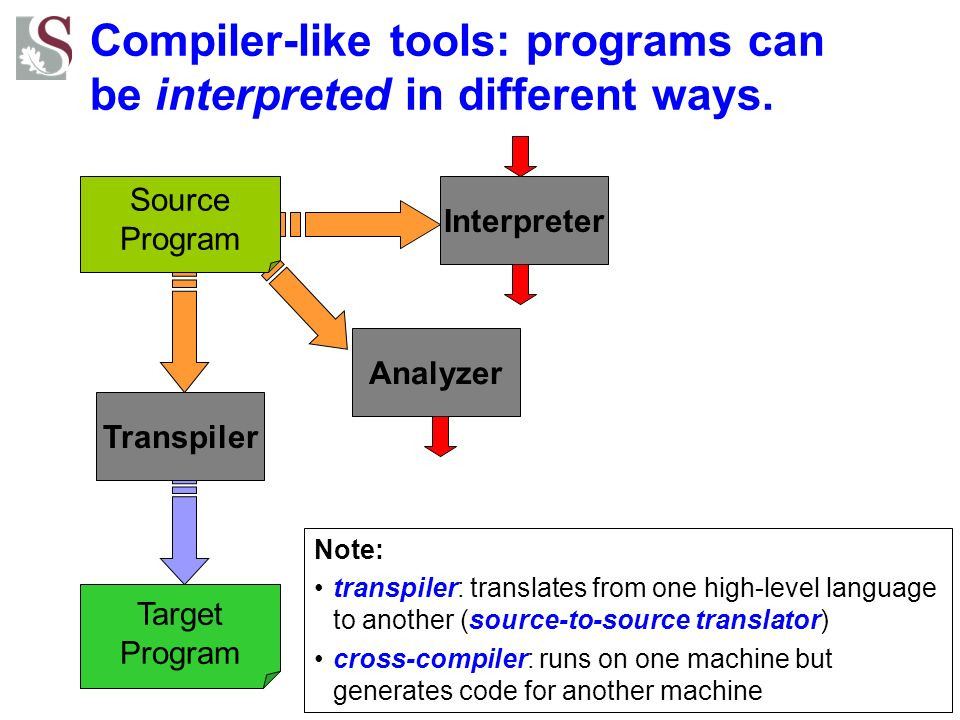 Compiler-like tools: programs can
be interpreted in different ways.
Source
Program
Interpreter
Analyzer
Transpiler
Target
Program
Note:
• transpiler: translates from one high-level language
to another (source-to-source translator)
• cross-compiler: runs on one machine but
generates code for another machine